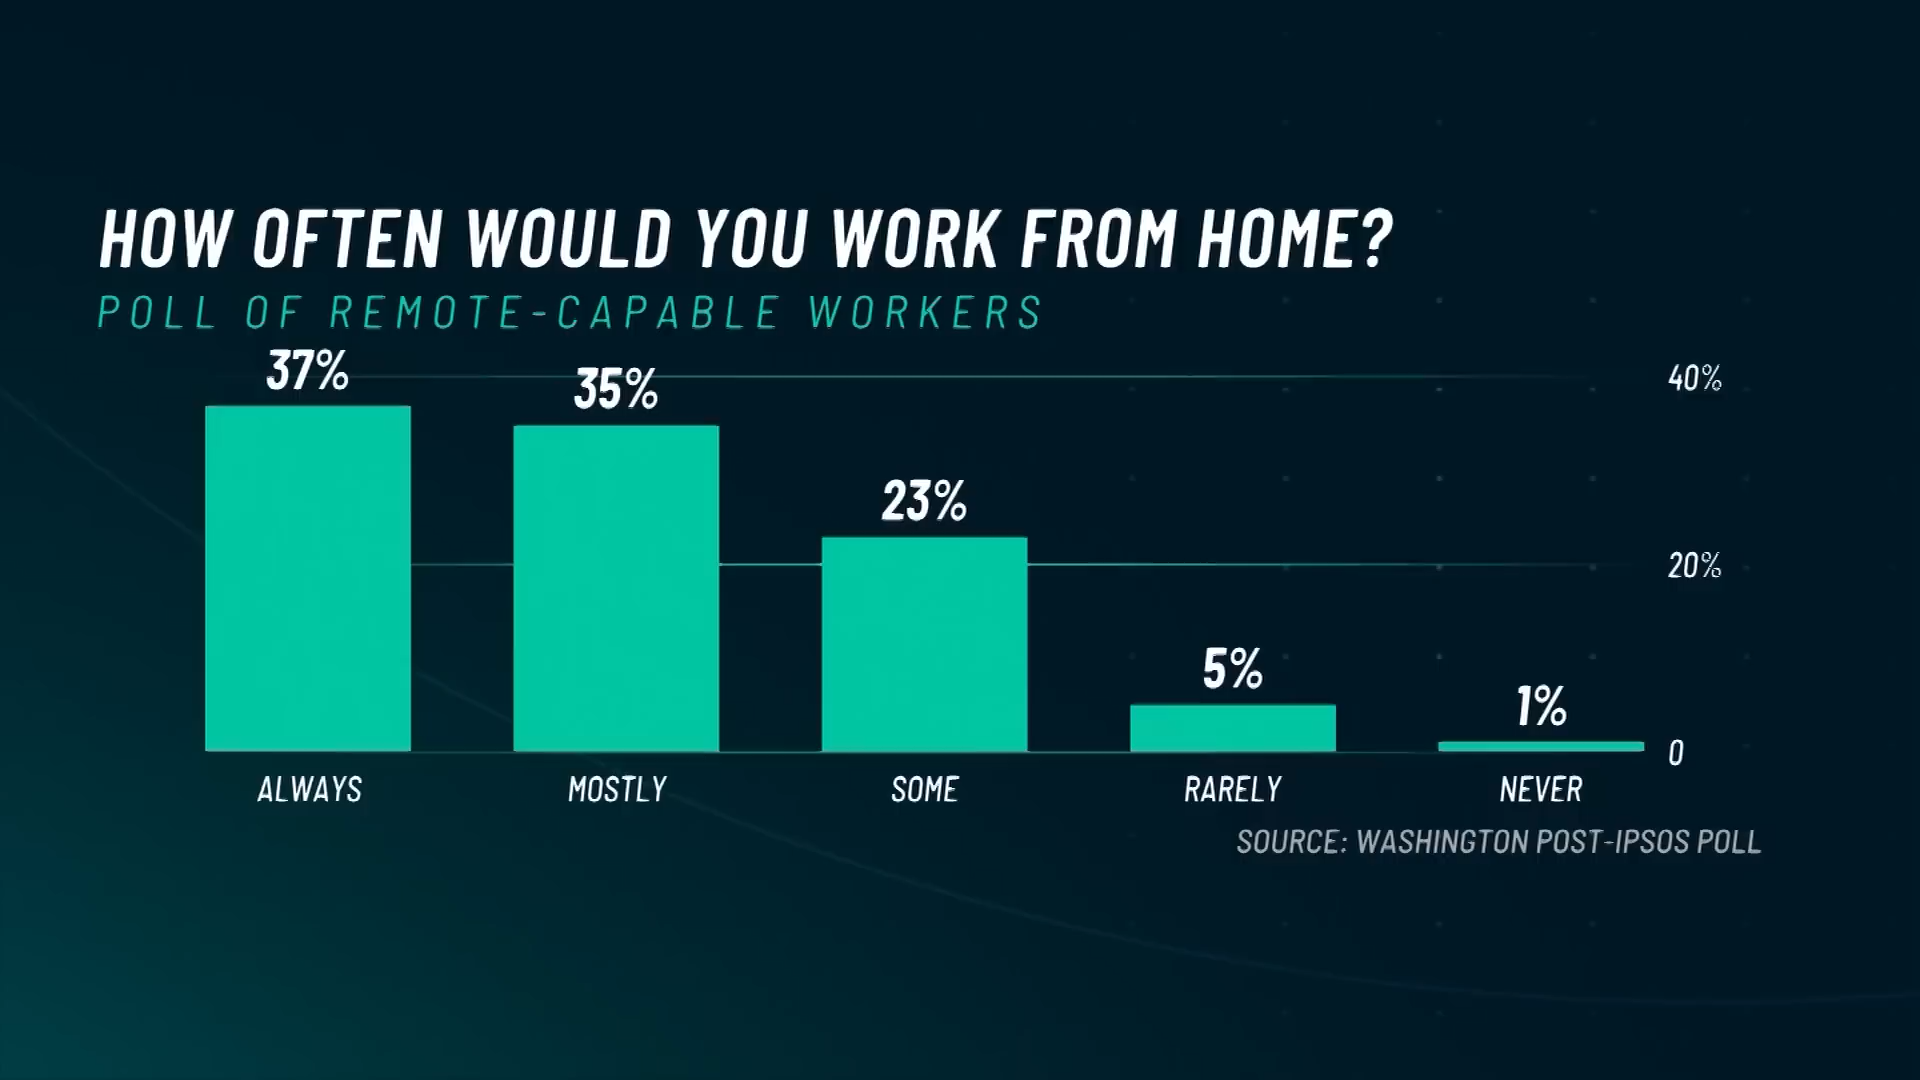 HOW OFTEN WOULD YOU WORK FROM HOME?
POLL OF REMOTE-CAPABLE WORKERS
37%
35%
23%
5%
1%
40%
20%
0
ALWAYS
MOSTLY
SOME
RARELY
NEVER
SOURCE: WASHINGTON POST-IPSOS POLL